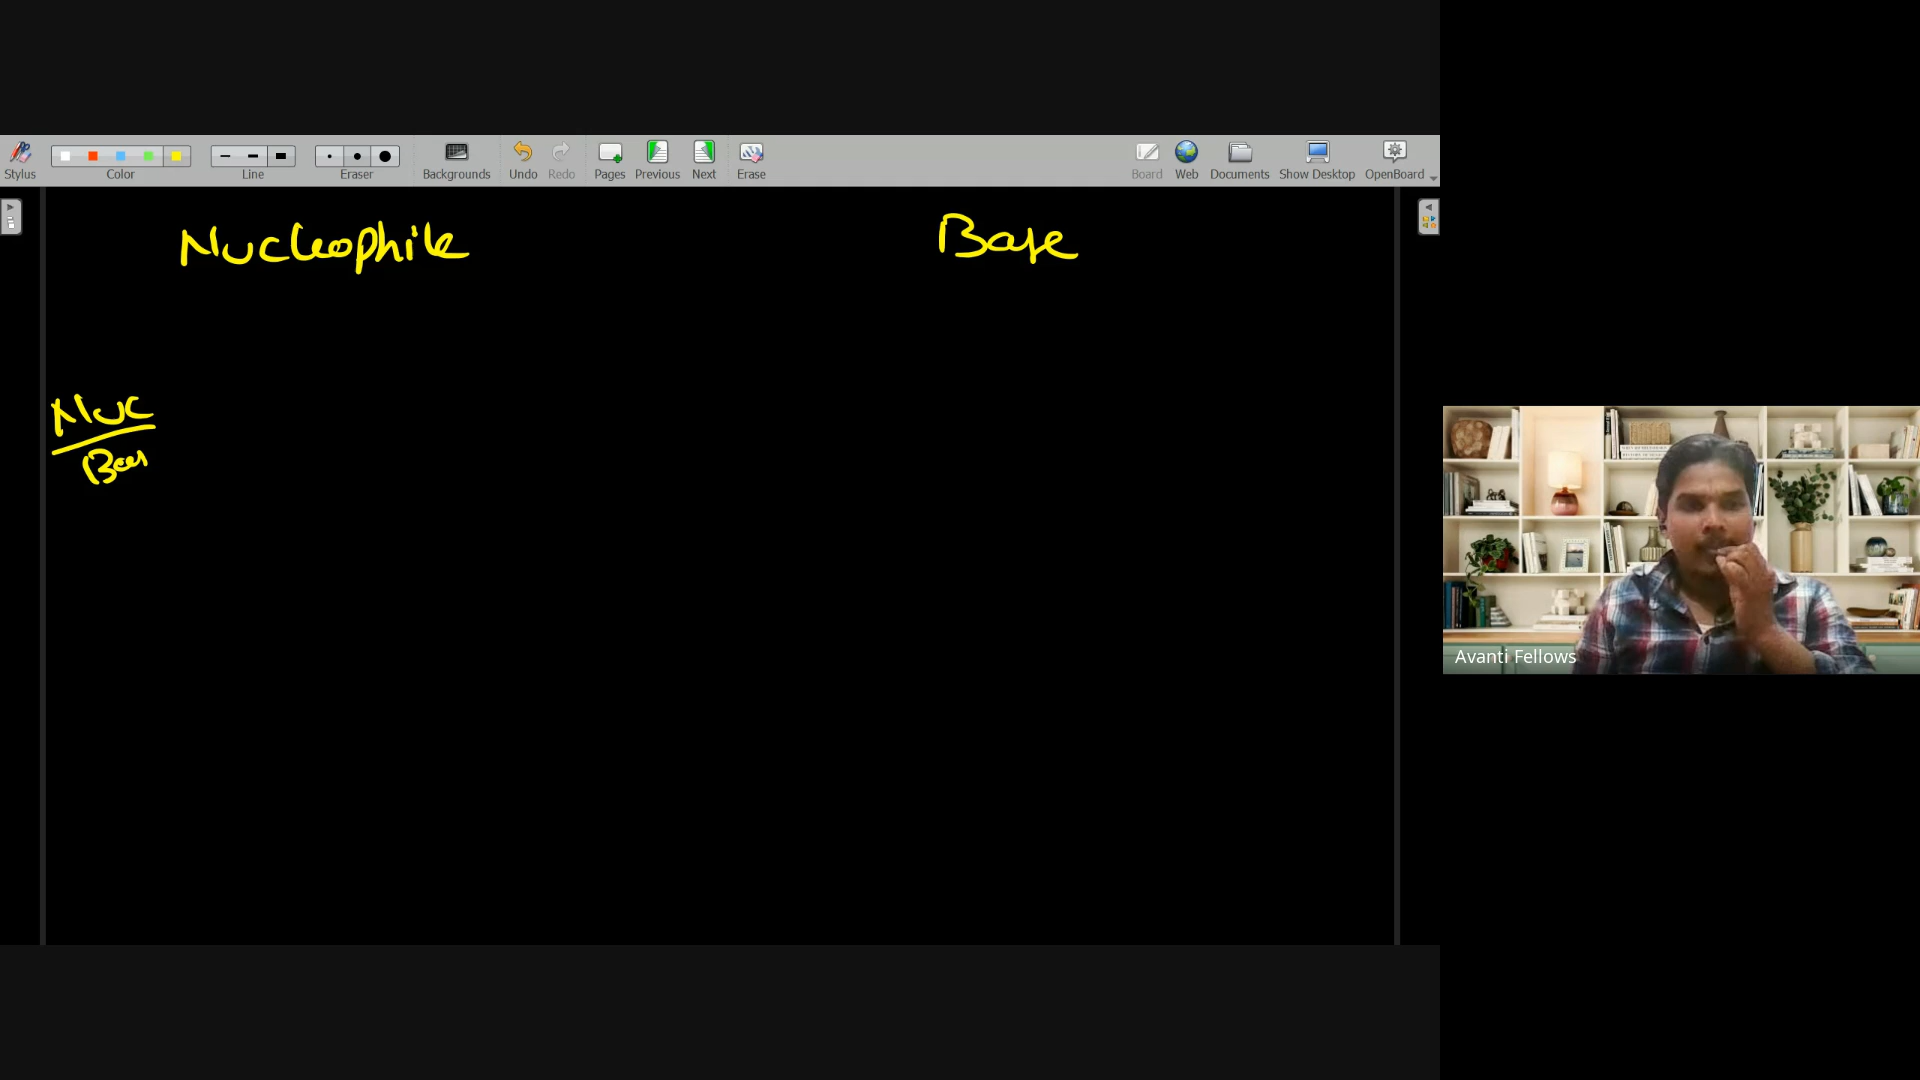 Stylus Color Line Eraser Backgrounds Undo Redo Pages Previous Next Erase Board Web Documents Show Desktop OpenBoard
Nucleophile Base
Nuc
Avanti Fellows